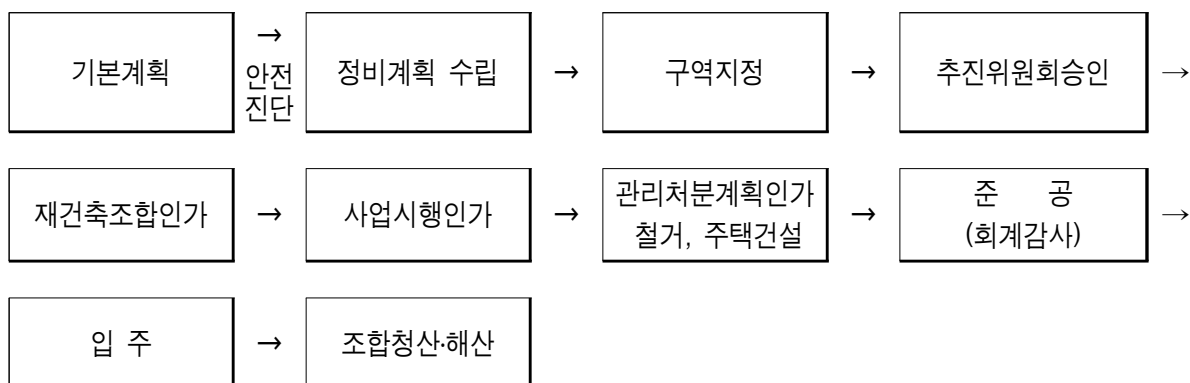 기본계획 → 안전진단 정비계획 수립 → 구역지정 → 추진위원회승인 →
재건축조합인가 → 사업시행인가 → 관리처분계획인가 철거, 주택건설 → 준 공 (회계감사) →
입 주 → 조합청산·해산